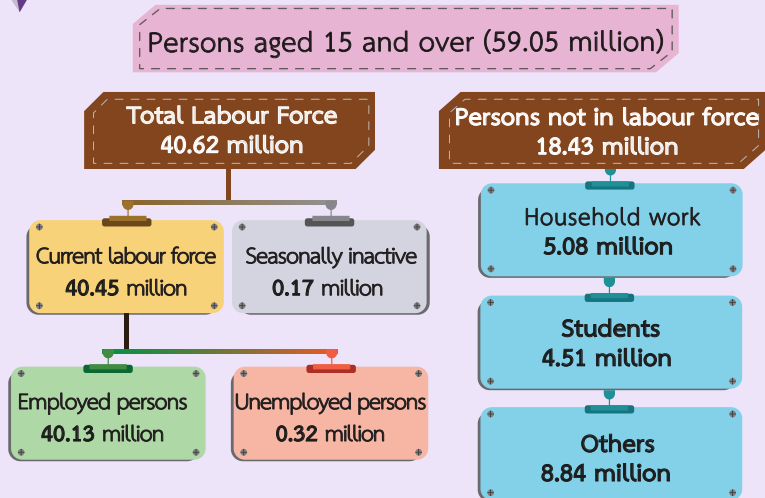 Persons aged 15 and over (59.05 million)
Total Labour Force
40.62 million
Current labour force
40.45 million
Seasonally inactive
0.17 million
Employed persons
40.13 million
Unemployed persons
0.32 million
Persons not in labour force
18.43 million
Household work
5.08 million
Students
4.51 million
Others
8.84 million